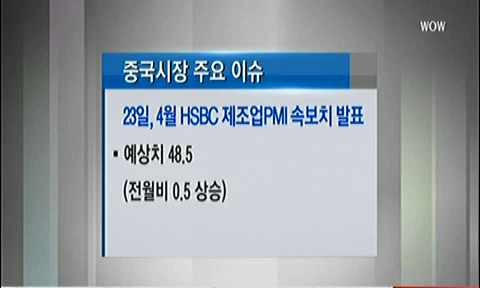 WOW
중국시장 주요 이슈
23일, 4월 HSBC 제조업PMI 속보치 발표
▪ 예상치 48.5
(전월비 0.5 상승)